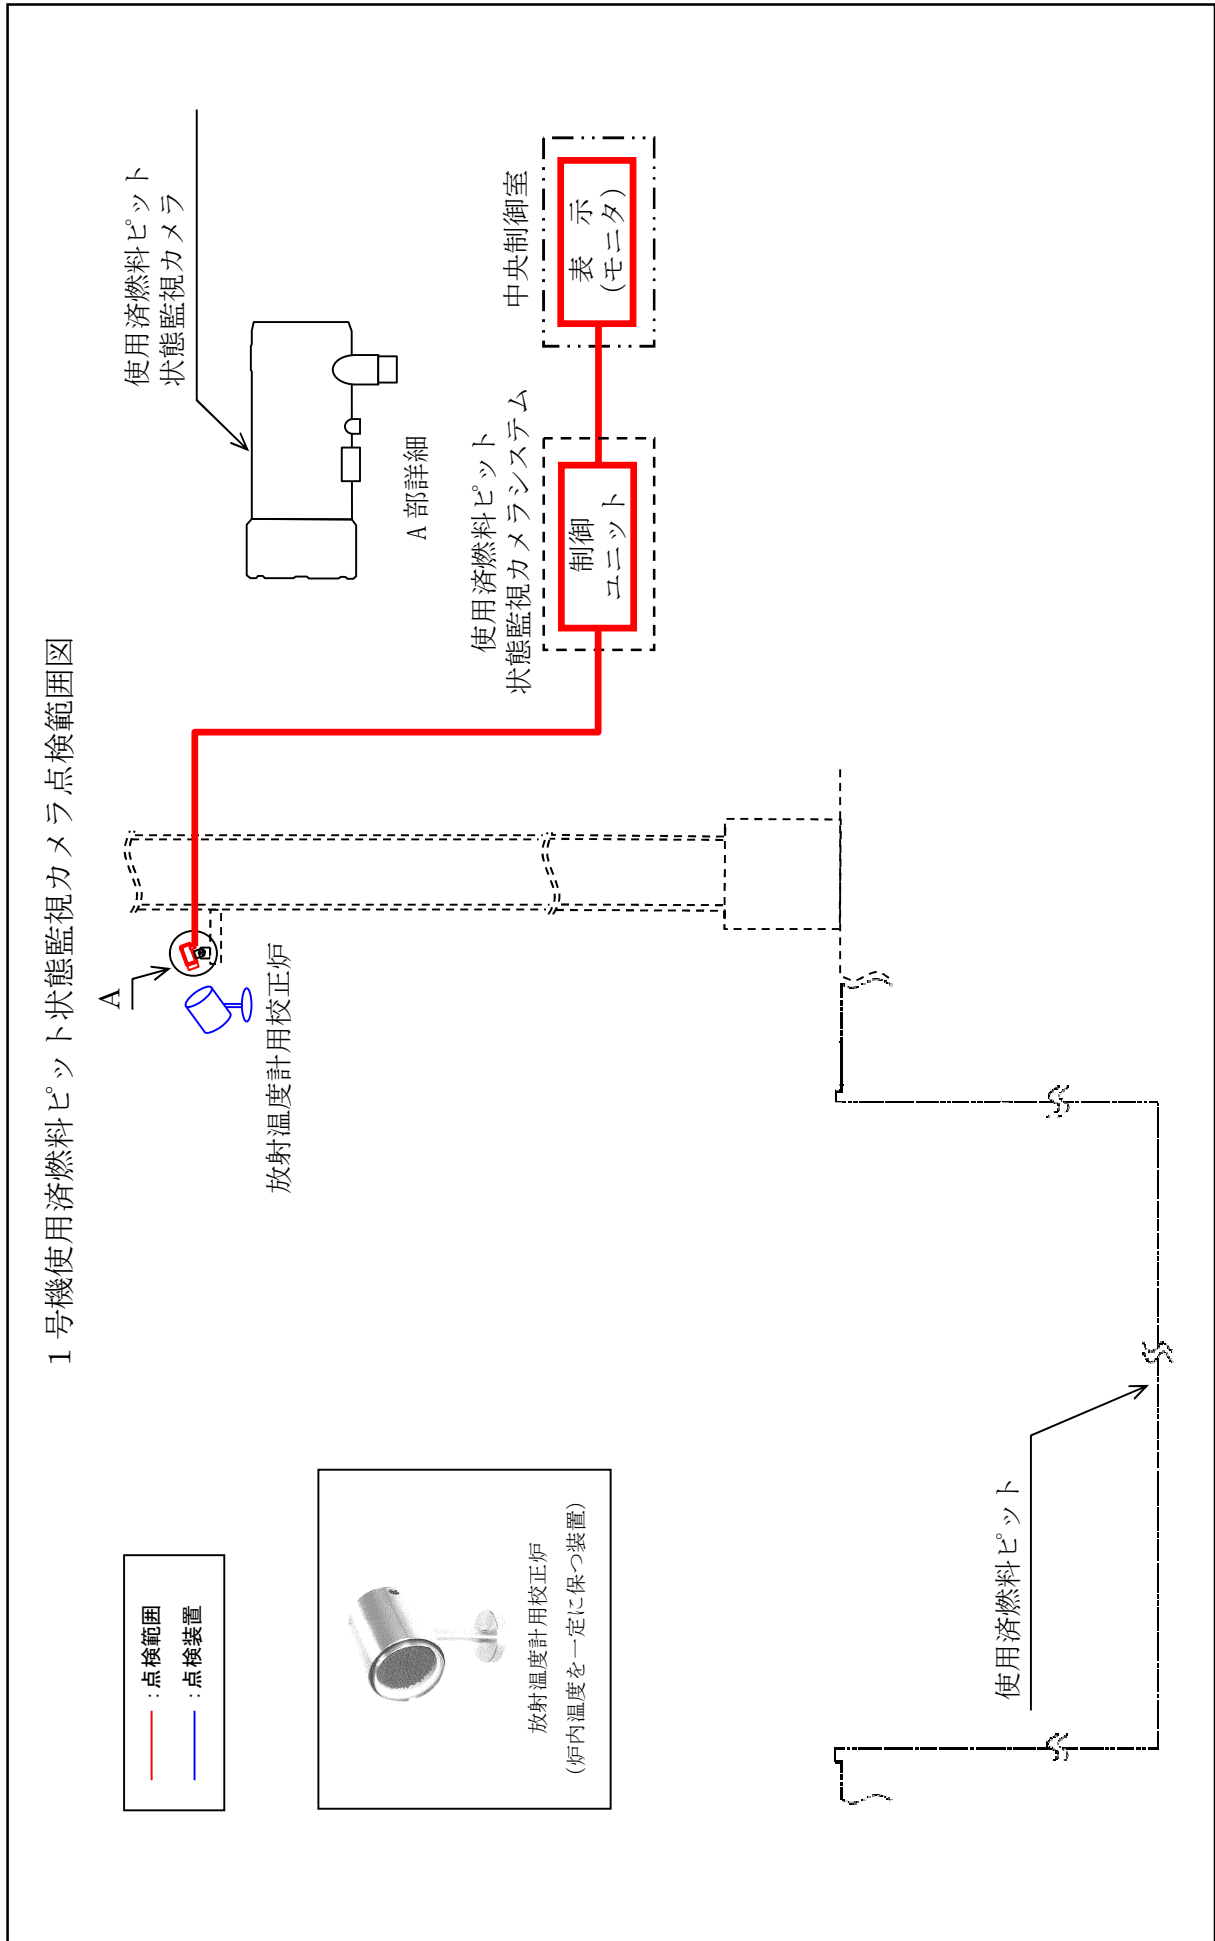 1号機使用済燃料ピット状態監視カメラ点検範囲図
:点検範囲
:点検装置
放射温度計用校正炉
(炉内温度を一定に保つ装置)
A
放射温度計用校正炉
使用済燃料ピット
状態監視カメラ
A部詳細
使用済燃料ピット
状態監視カメラシステム
制御
ユニット
中央制御室
表 示
(モニタ)
使用済燃料ピット